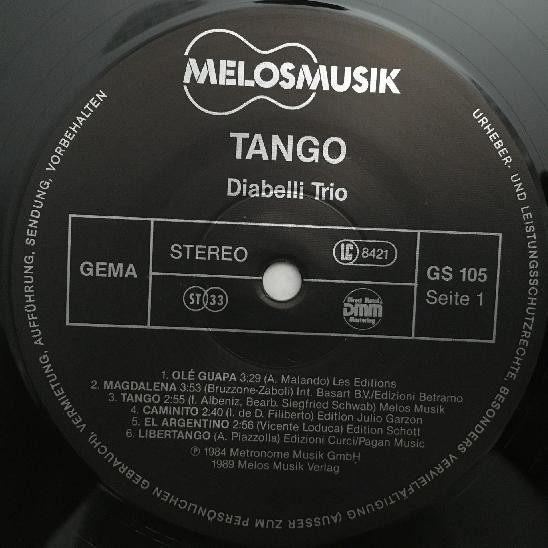 MELOSMUSIK
TANGO
Diabelli Trio
GEMA
STEREO
LC 8421
ST 33
Direct Metal
DMM
Mastering
GS 105
Seite 1
1. OLÉ GUAPA 3:29 (A. Malando) Les Editions
2. MAGDALENA 3:53 (Bruzzone-Zaboli) Int. Basart B.V./Edizioni Beltramo
3. TANGO 2:55 (I. Albeniz, Bearb. Siegfried Schwab) Melos Musik
4. CAMINITO 2:40 (I. de D. Filiberto) Edition Julio Garzon
5. EL ARGENTINO 2:56 (Vicente Loduca) Edition Schott
6. LIBERTANGO (A. Piazzolla) Edizioni Curci/Pagan Music
℗ 1984 Metronome Musik GmbH
1989 Melos Musik Verlag
URHEBER- UND LEISTUNGSSCHUTZRECHTE, BESONDERS VERVIELFÄLTIGUNG (AUSSER ZUM PERSÖNLICHEN GEBRAUCH), VERMIETUNG, AUFFÜHRUNG, SENDUNG, VORBEHALTEN